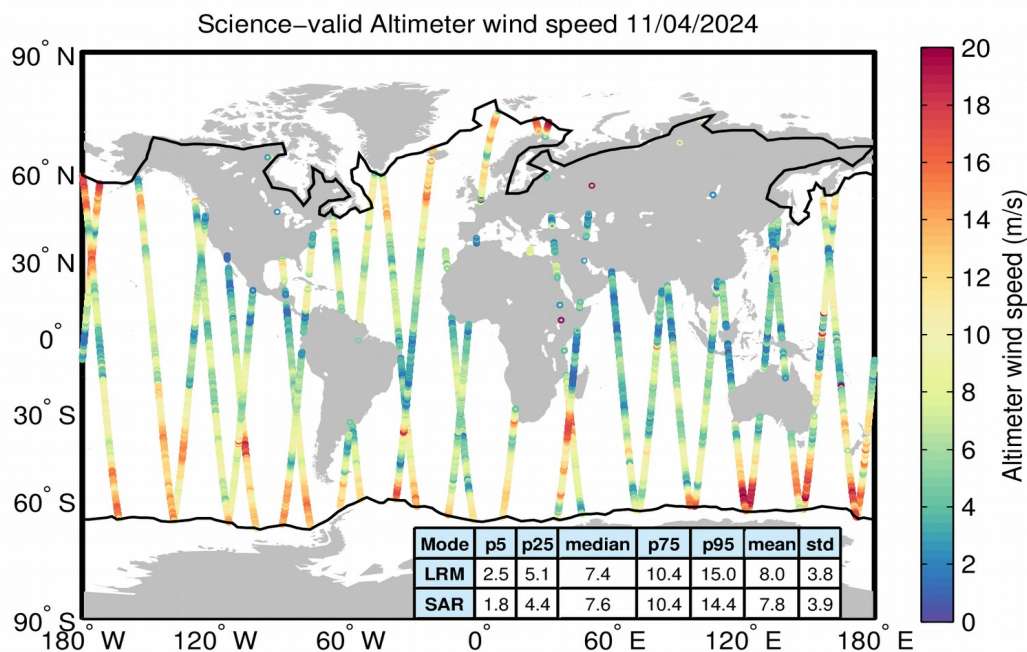 Science−valid Altimeter wind speed 11/04/2024
90° N
60° N
30° N
0°
30° S
60° S
90° S
180° W
120° W
60° W
0°
60° E
120° E
180° E
Mode p5 p25 median p75 p95 mean std
LRM 2.5 5.1 7.4 10.4 15.0 8.0 3.8
SAR 1.8 4.4 7.6 10.4 14.4 7.8 3.9
20
18
16
14
12
10
8
6
4
2
0
Altimeter wind speed (m/s)